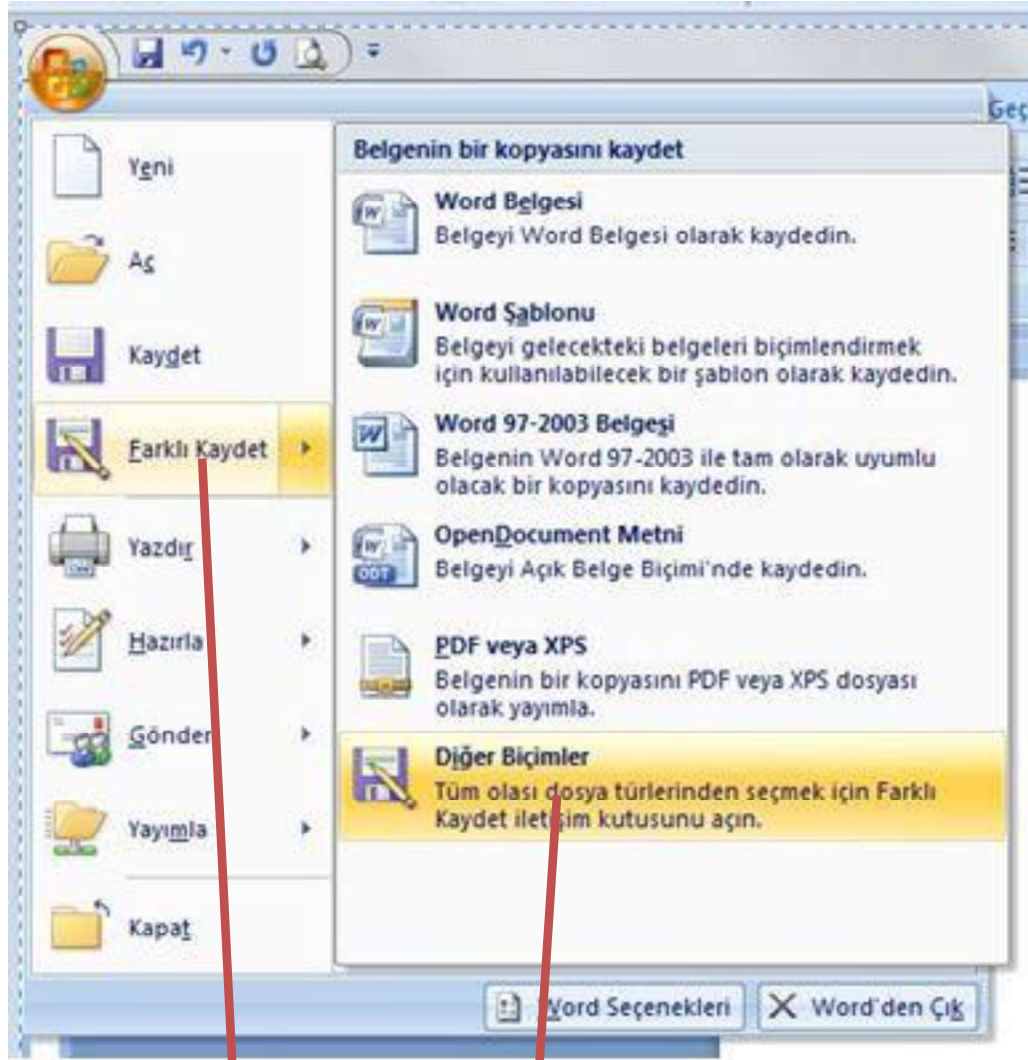 Geç
Yeni
Aç
Kaydet
Farklı Kaydet
Yazdır
Hazırla
Gönder
Yayımla
Kapat
Belgenin bir kopyasını kaydet
Word Belgesi
Belgeyi Word Belgesi olarak kaydedin.
Word Şablonu
Belgeyi gelecekteki belgeleri biçimlendirmek
için kullanılabilecek bir şablon olarak kaydedin.
Word 97-2003 Belgesi
Belgenin Word 97-2003 ile tam olarak uyumlu
olacak bir kopyasını kaydedin.
OpenDocument Metni
Belgeyi Açık Belge Biçimi'nde kaydedin.
ODT
PDF veya XPS
Belgenin bir kopyasını PDF veya XPS dosyası
olarak yayımla.
Diğer Biçimler
Tüm olası dosya türlerinden seçmek için Farklı
Kaydet iletişim kutusunu açın.
Word Seçenekleri
Word'den Çık